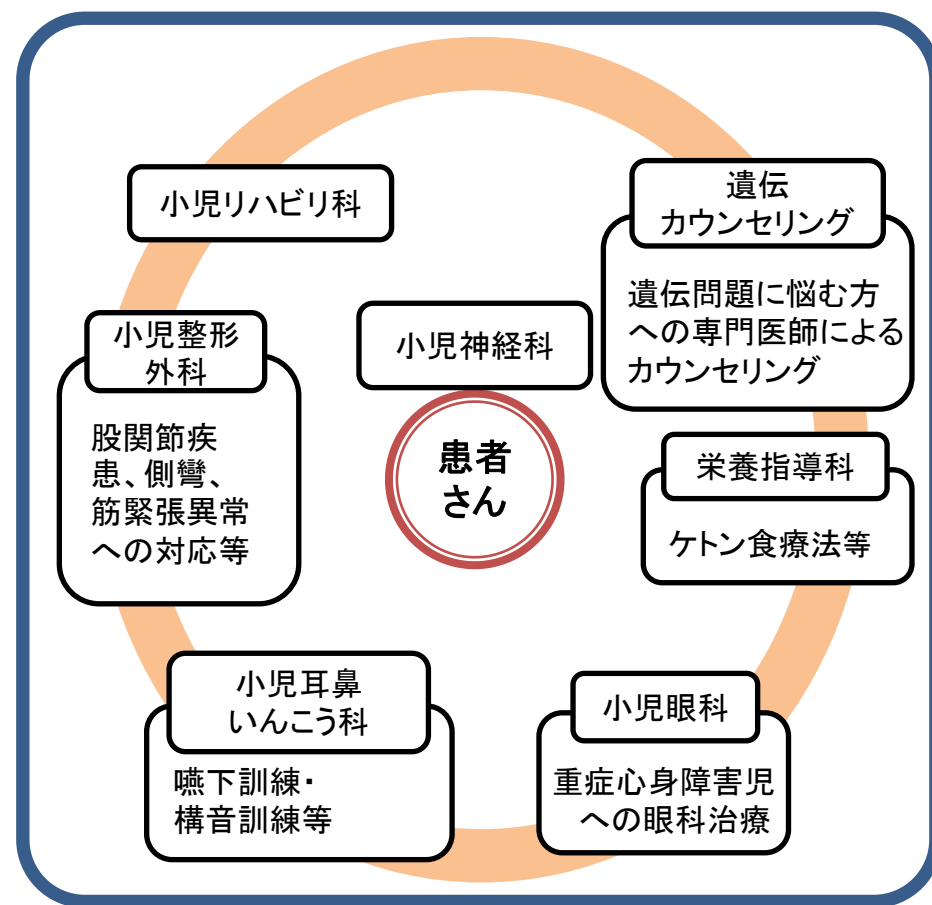 小児リハビリ科
遺伝
カウンセリング
遺伝問題に悩む方
への専門医師による
カウンセリング
小児神経科
患者
さん
小児整形
外科
股関節疾
患、側彎、
筋緊張異常
への対応等
栄養指導科
ケトン食療法等
小児耳鼻
いんこう科
嚥下訓練・
構音訓練等
小児眼科
重症心身障害児
への眼科治療